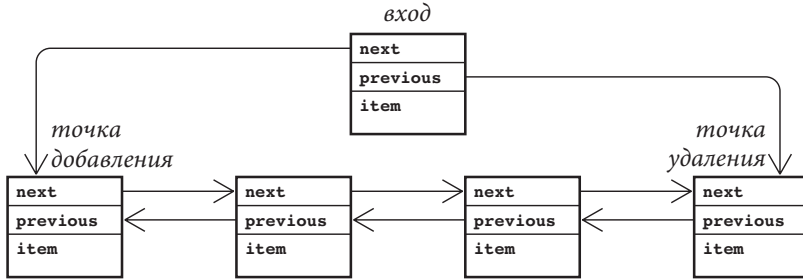 вход
next
previous
item
точка
добавления
точка
удаления
next
previous
item
next
previous
item
next
previous
item
next
previous
item